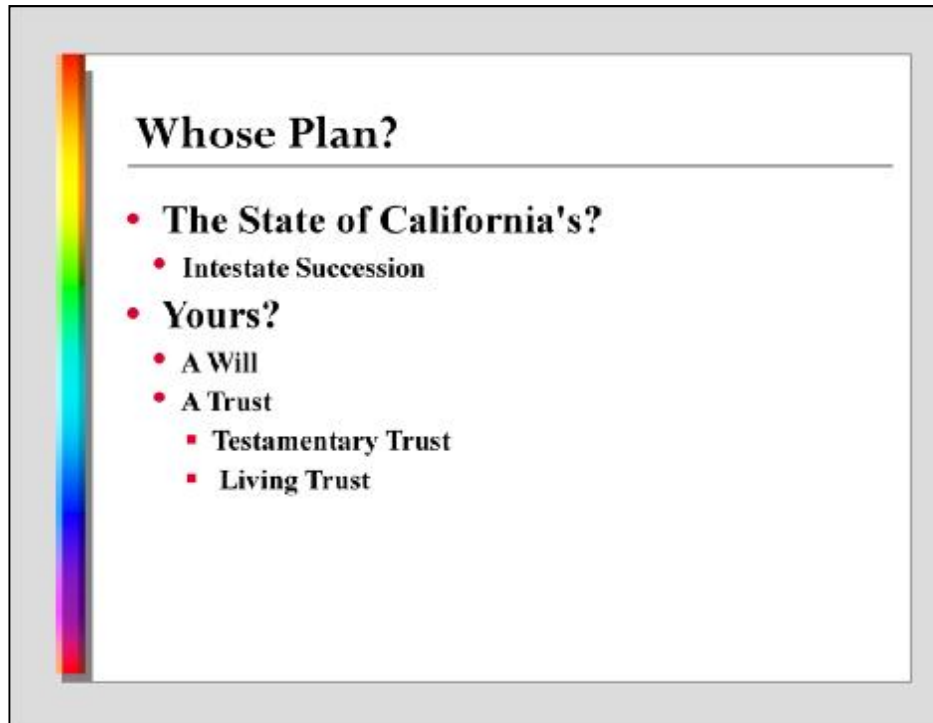 Whose Plan?
The State of California's?
Intestate Succession
Yours?
A Will
A Trust
Testamentary Trust
Living Trust